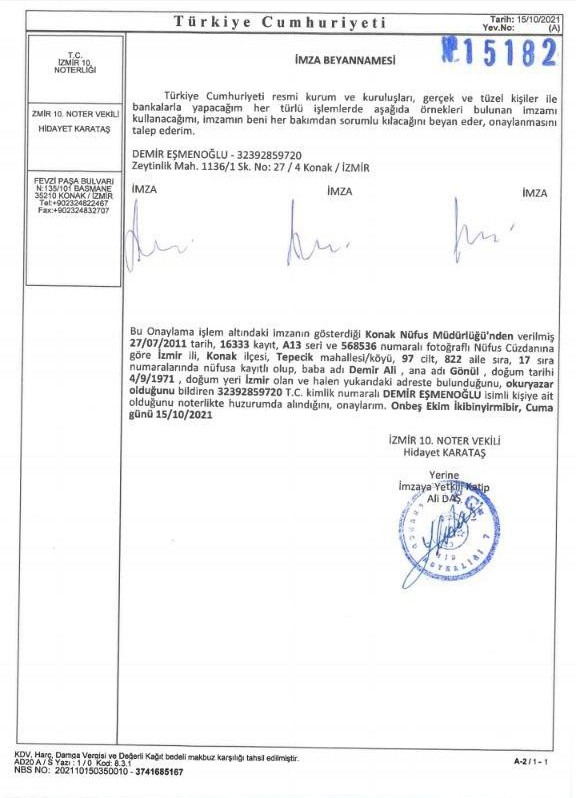 Türkiye Cumhuriyeti
Tarih: 15/10/2021
Yev.No: (A)
№ 15182
T.C.
İZMİR 10.
NOTERLİĞİ
ZMİR 10. NOTER VEKİLİ
HİDAYET KARATAŞ
FEVZİ PAŞA BULVARI
N:135/101 BASMANE
35210 KONAK / İZMİR
Tel:+902324822467
Fax:+902324832707
İMZA BEYANNAMESİ
Türkiye Cumhuriyeti resmi kurum ve kuruluşları, gerçek ve tüzel kişiler ile
bankalarla yapacağım her türlü işlemlerde aşağıda örnekleri bulunan imzamı
kullanacağımı, imzamın beni her bakımdan sorumlu kılacağını beyan eder, onaylanmasını
talep ederim.
DEMİR EŞMENOĞLU - 32392859720
Zeytinlik Mah. 1136/1 Sk. No: 27 / 4 Konak / İZMİR
İMZA İMZA İMZA
Bu Onaylama işlem altındaki imzanın gösterdiği Konak Nüfus Müdürlüğü'nden verilmiş
27/07/2011 tarih, 16333 kayıt, A13 seri ve 568536 numaralı fotoğraflı Nüfus Cüzdanına
göre İzmir ili, Konak ilçesi, Tepecik mahallesi/köyü, 97 cilt, 822 aile sıra, 17 sıra
numaralarında nüfusa kayıtlı olup, baba adı Demir Ali , ana adı Gönül , doğum tarihi
4/9/1971 , doğum yeri İzmir olan ve halen yukarıdaki adreste bulunduğunu, okuryazar
olduğunu bildiren 32392859720 T.C. kimlik numaralı DEMİR EŞMENOĞLU isimli kişiye ait
olduğunu noterlikte huzurumda alındığını, onaylarım. Onbeş Ekim İkibinyirmibir, Cuma
günü 15/10/2021
İZMİR 10. NOTER VEKİLİ
Hidayet KARATAŞ
Yerine
İmzaya Yetkili Katip
Ali DAŞ
KDV, Harç, Damga Vergisi ve Değerli Kağıt bedeli makbuz karşılığı tahsil edilmiştir.
AD20 A / S Yazı : 1 / 0 Kod: 8.3.1
A-2 / 1 - 1
NBS NO: 202110150350010 - 3741685167